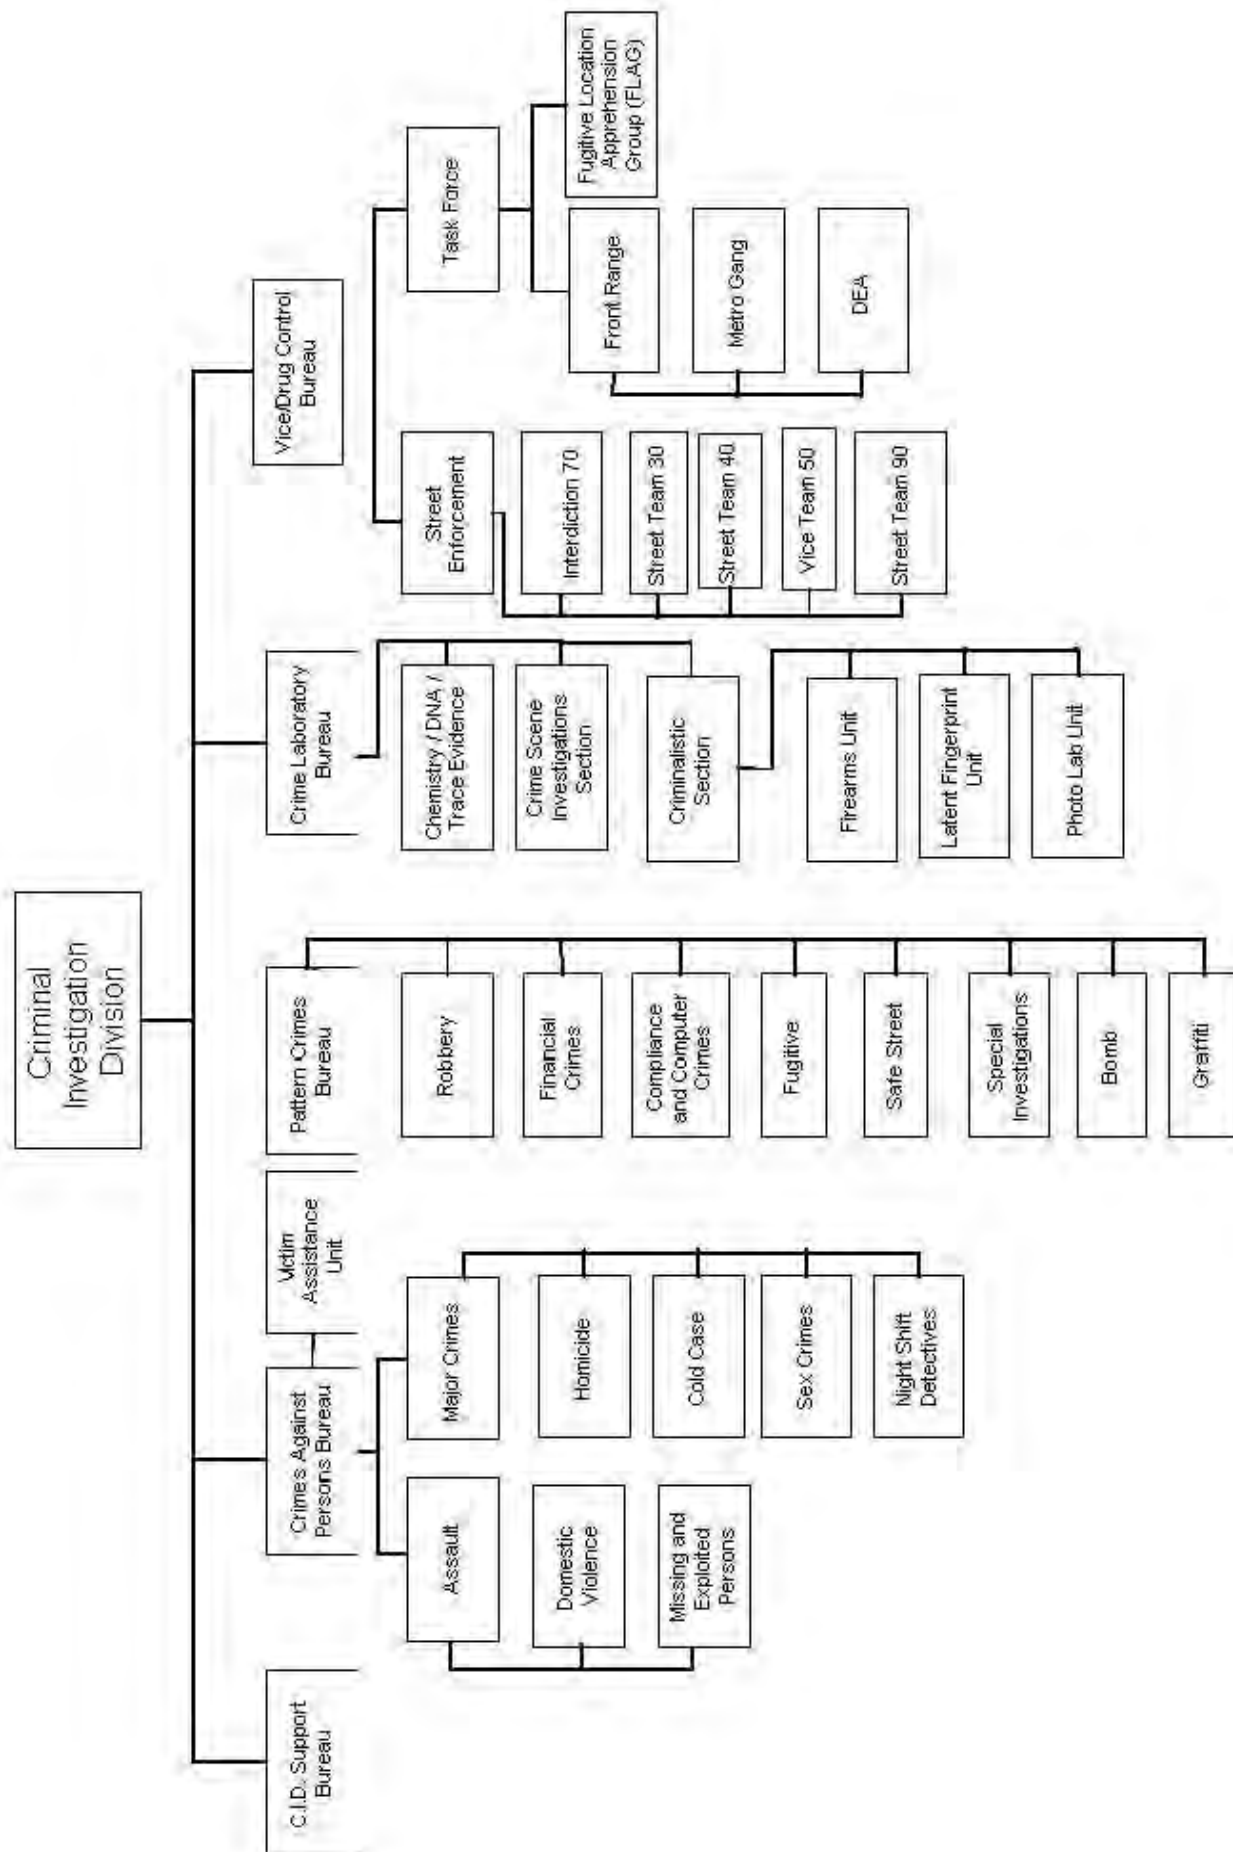 Criminal
Investigation
Division
C.I.D. Support
Bureau
Crimes Against
Persons Bureau
Victim
Assistance
Unit
Pattern Crimes
Bureau
Crime Laboratory
Bureau
Vice/Drug Control
Bureau
Assault
Domestic
Violence
Missing and
Exploited
Persons
Major Crimes
Homicide
Cold Case
Sex Crimes
Night Shift
Detectives
Robbery
Financial
Crimes
Compliance
and Computer
Crimes
Fugitive
Safe Street
Special
Investigations
Bomb
Graffiti
Chemistry / DNA /
Trace Evidence
Crime Scene
Investigations
Section
Criminalistic
Section
Firearms Unit
Latent Fingerprint
Unit
Photo Lab Unit
Street
Enforcement
Interdiction 70
Street Team 30
Street Team 40
Vice Team 50
Street Team 90
Task Force
Front Range
Metro Gang
DEA
Fugitive Location
Apprehension
Group (FLAG)